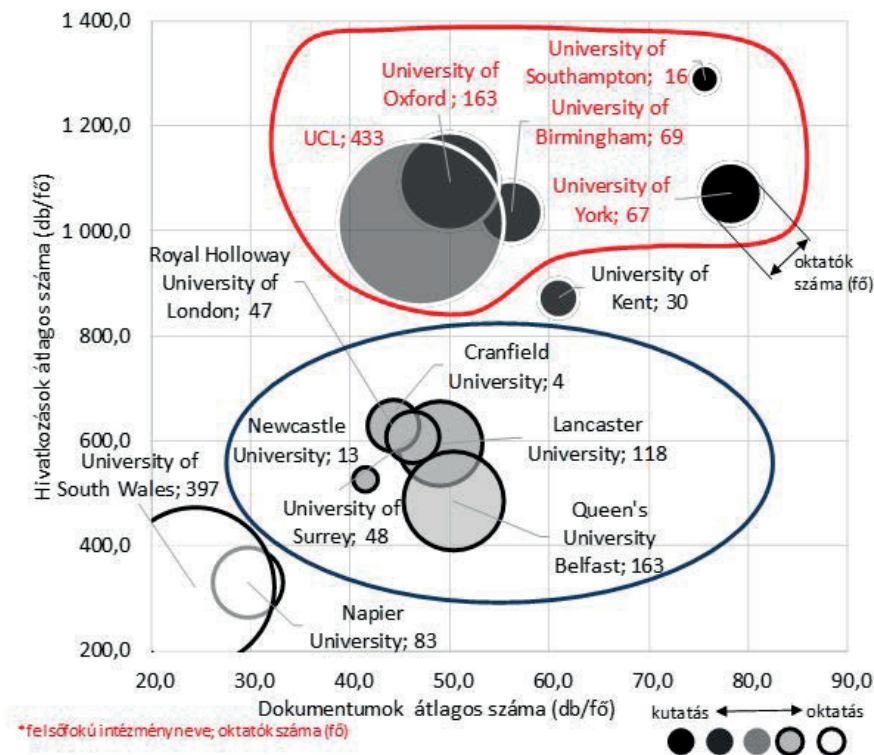 1 400,0
1 200,0
1 000,0
800,0
600,0
400,0
200,0
Hivatkozások átlagos száma (db/fő)
University of
Southampton; 16
University of
Oxford ; 163
University of
Birmingham; 69
UCL; 433
University of
York; 67
oktatók
száma (fő)
Royal Holloway
University of
London; 47
University of
Kent; 30
Cranfield
University; 4
Newcastle
University; 13
Lancaster
University; 118
University of
South Wales; 397
University of
Surrey; 48
Queen's
University
Belfast; 163
Napier
University; 83
20,0 30,0 40,0 50,0 60,0 70,0 80,0 90,0
Dokumentumok átlagos száma (db/fő)
*felsőfokú intézmény neve; oktatók száma (fő)
kutatás oktatás